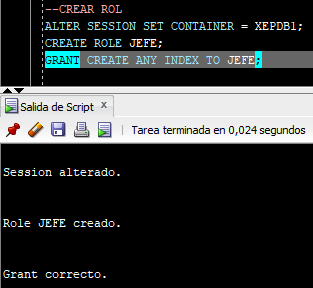 --CREAR ROL
ALTER SESSION SET CONTAINER = XEPDB1;
CREATE ROLE JEFE;
GRANT CREATE ANY INDEX TO JEFE;
Salida de Script x
Tarea terminada en 0,024 segundos
Session alterado.
Role JEFE creado.
Grant correcto.